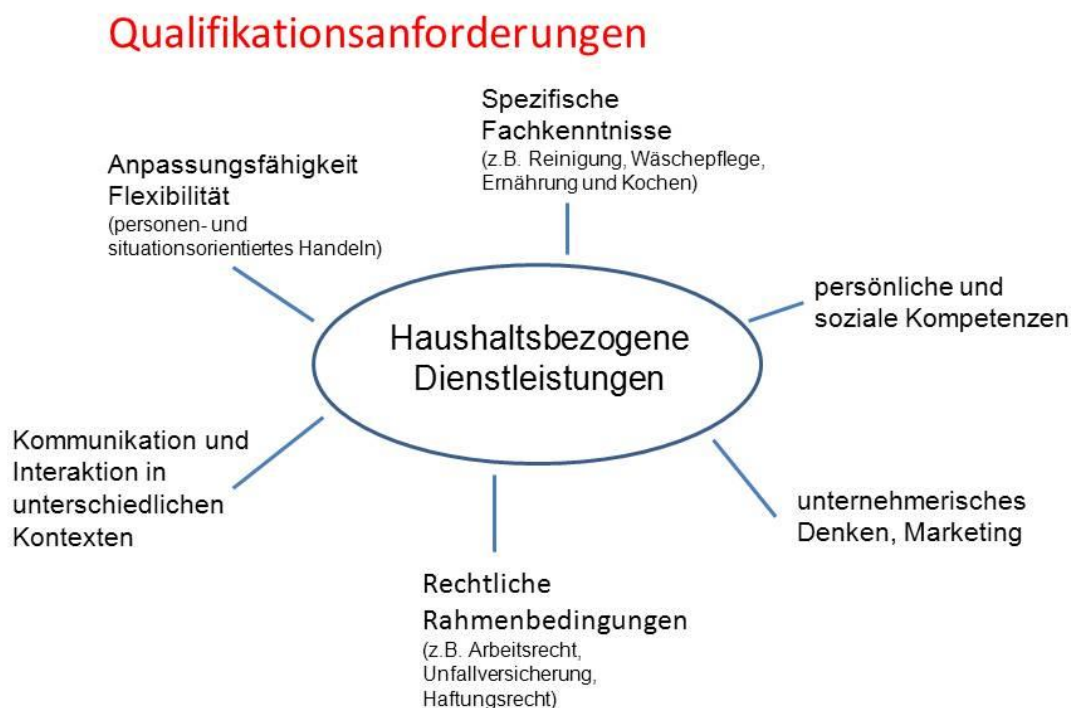 Qualifikationsanforderungen
Spezifische
Fachkenntnisse
(z.B. Reinigung, Wäschepflege,
Ernährung und Kochen)
Anpassungsfähigkeit
Flexibilität
(personen- und
situationsorientiertes Handeln)
persönliche und
soziale Kompetenzen
Haushaltsbezogene
Dienstleistungen
Kommunikation und
Interaktion in
unterschiedlichen
Kontexten
unternehmerisches
Denken, Marketing
Rechtliche
Rahmenbedingungen
(z.B. Arbeitsrecht,
Unfallversicherung,
Haftungsrecht)